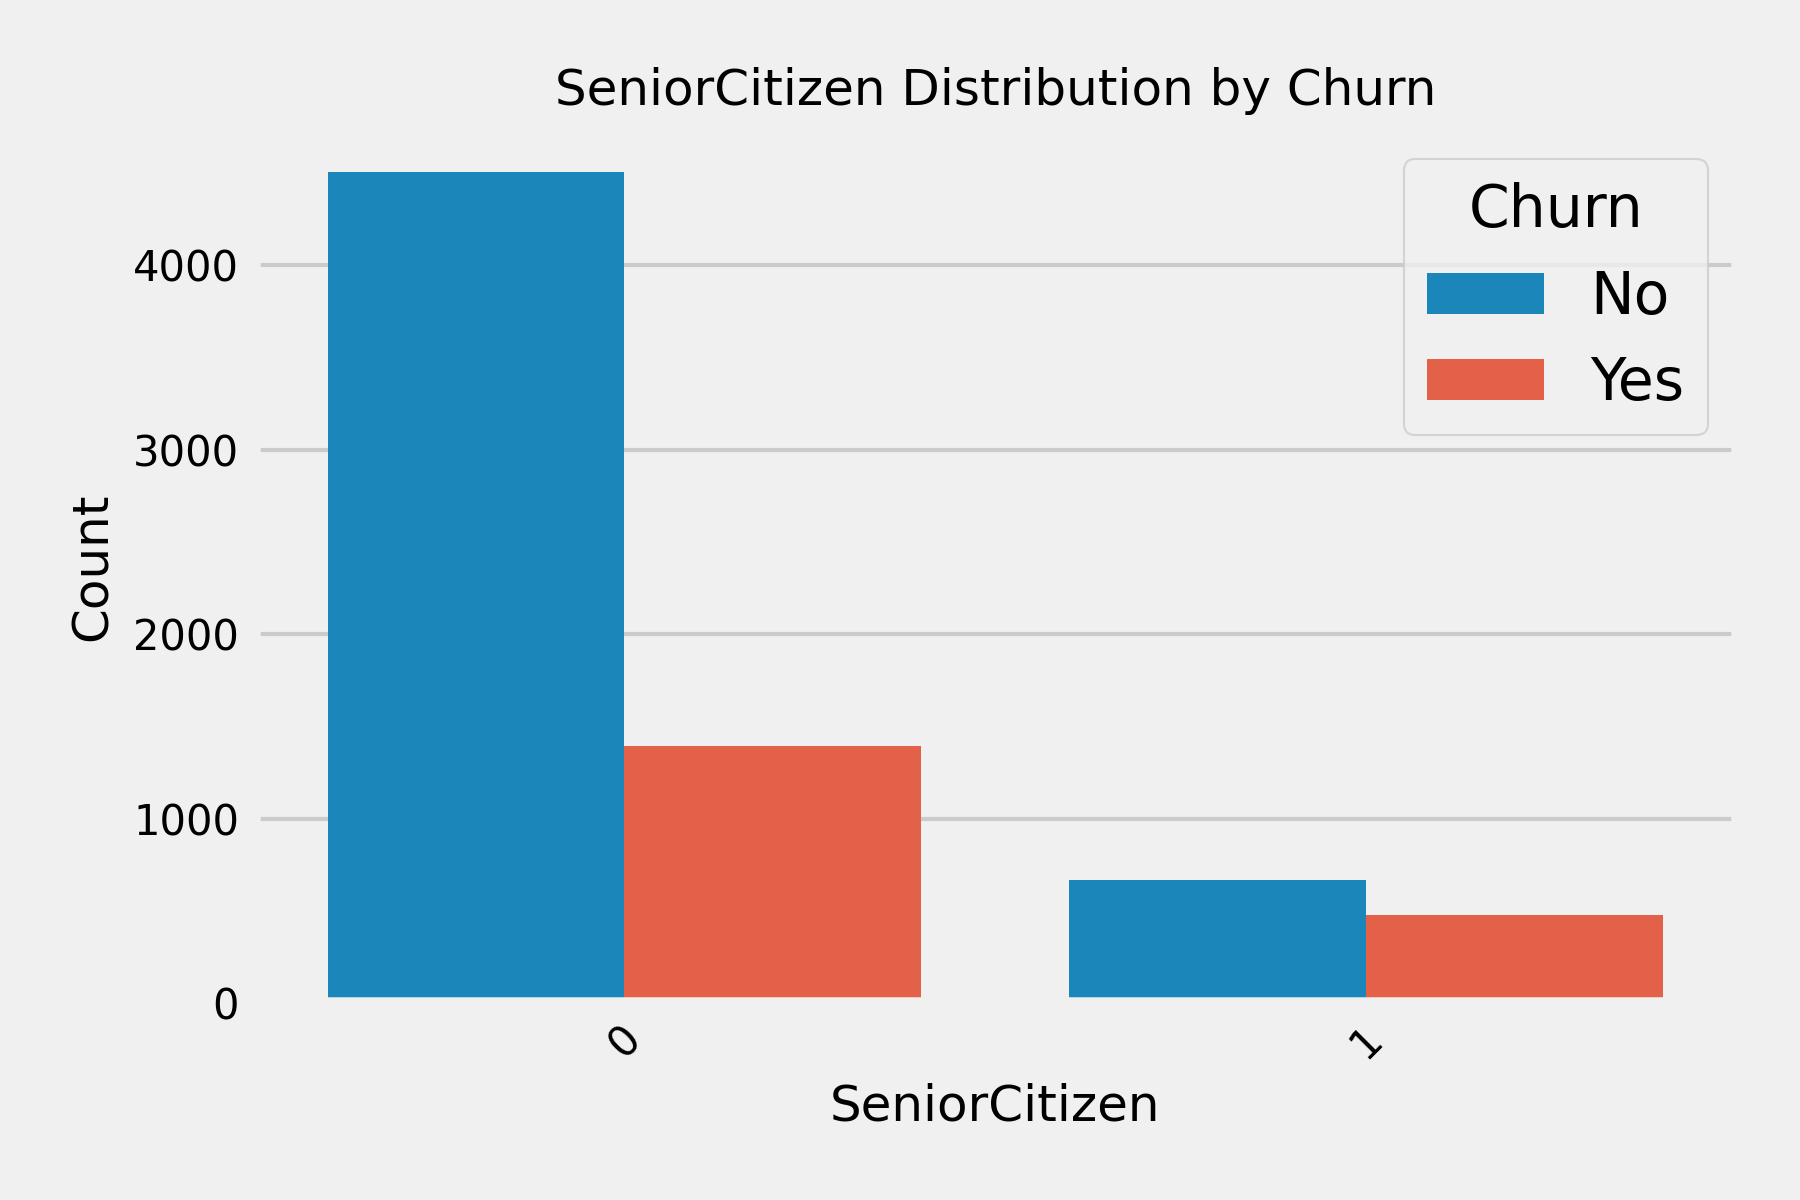 SeniorCitizen Distribution by Churn
Churn
No
Yes
4000
3000
2000
1000
0
Count
0
1
SeniorCitizen